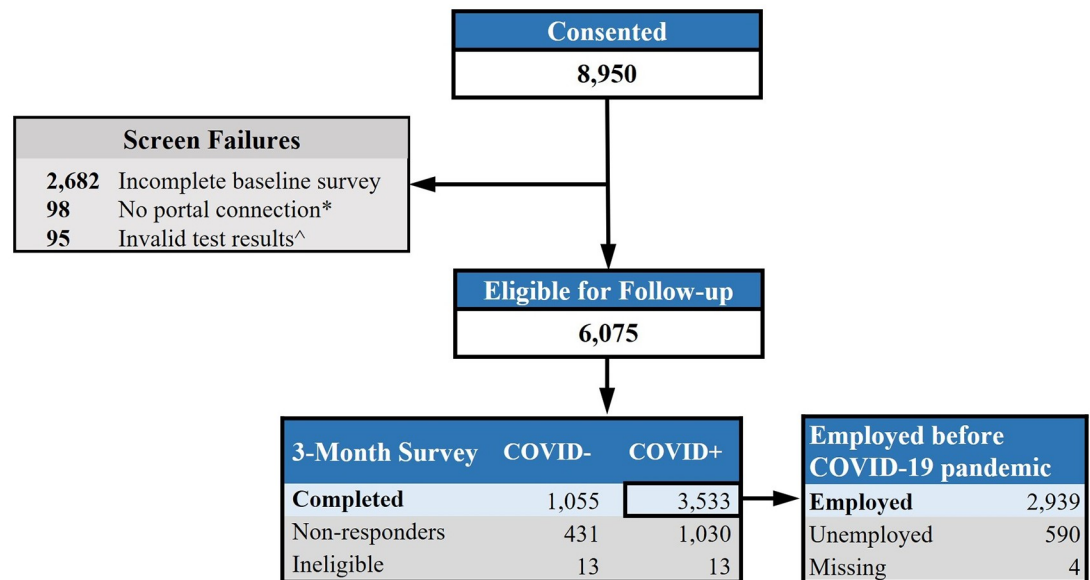 Consented
8,950
Screen Failures
2,682 Incomplete baseline survey
98 No portal connection*
95 Invalid test results^
Eligible for Follow-up
6,075
3-Month Survey COVID- COVID+
Completed 1,055 3,533
Non-responders 431 1,030
Ineligible 13 13
Employed before
COVID-19 pandemic
Employed 2,939
Unemployed 590
Missing 4